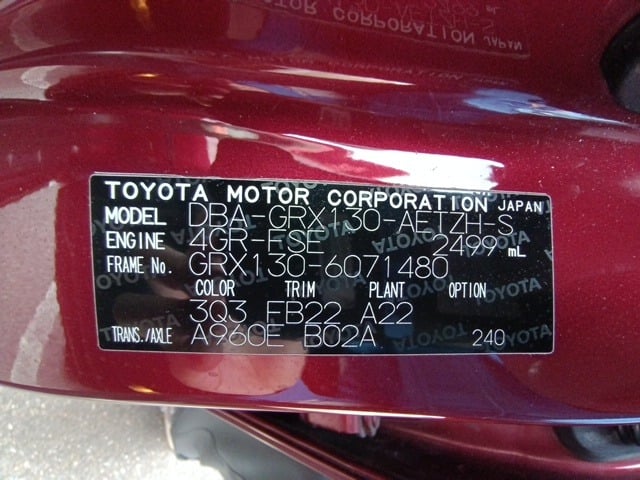 TOYOTA MOTOR CORPORATION JAPAN
MODEL DBA-GRX130-AETZH-S
ENGINE 4GR-FSE 2499 mL
FRAME No. GRX130-6071480
COLOR TRIM PLANT OPTION
3Q3 FB22 A22
TRANS./AXLE A960E B02A 240